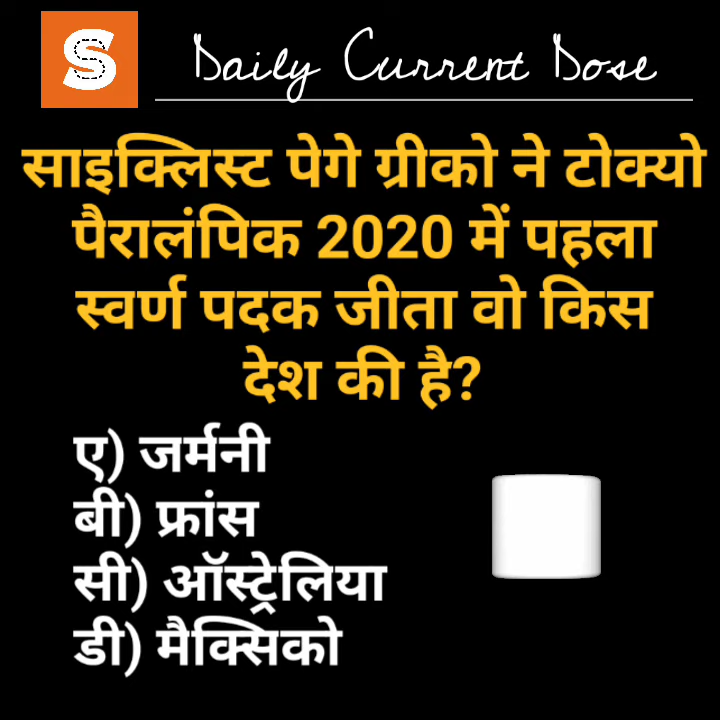 S
Daily Current Dose
साइक्लिस्ट पेगे ग्रीको ने टोक्यो
पैरालंपिक 2020 में पहला
स्वर्ण पदक जीता वो किस
देश की है?
ए) जर्मनी
बी) फ्रांस
सी) ऑस्ट्रेलिया
डी) मैक्सिको